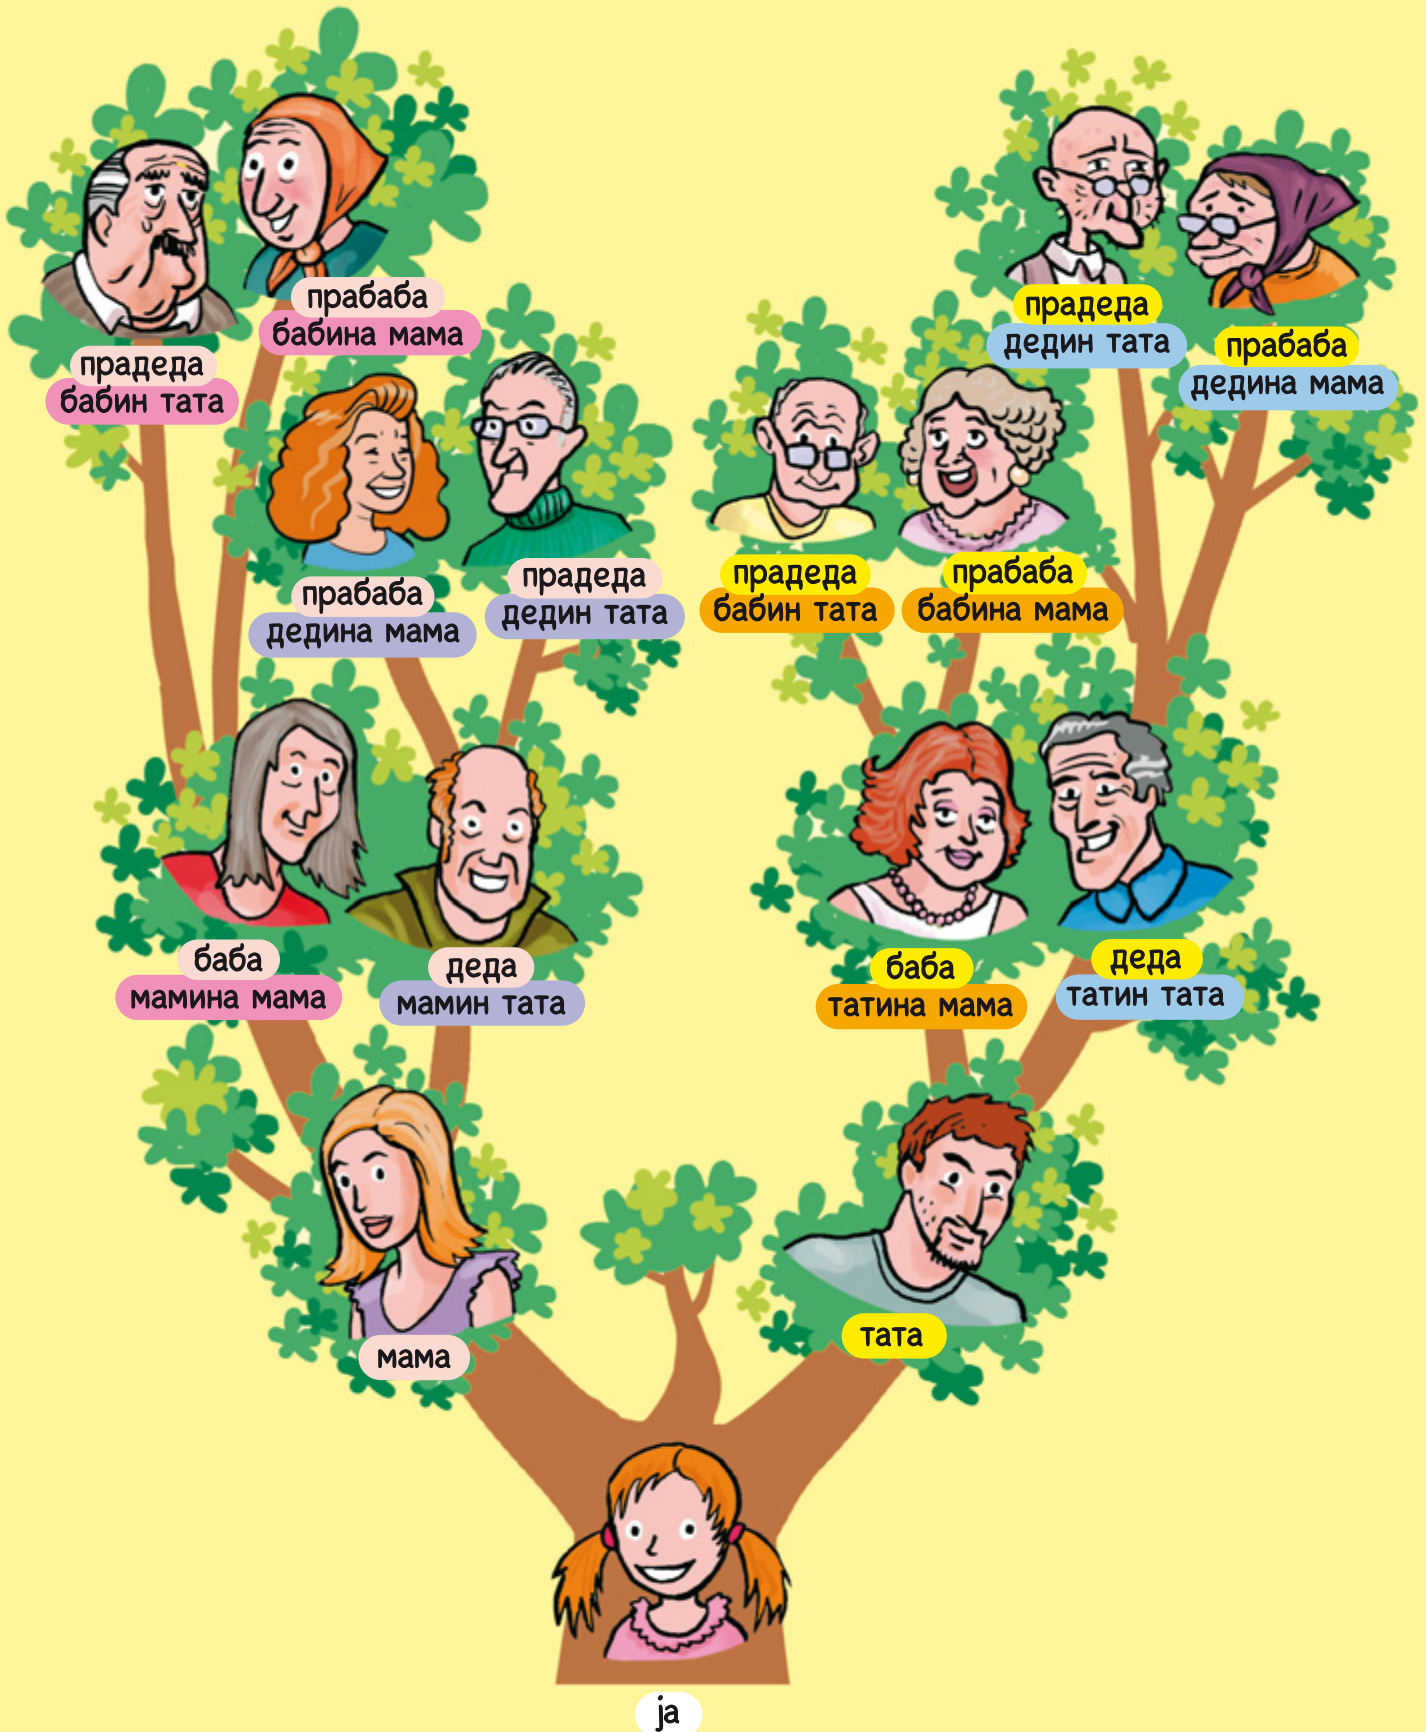 прабаба
бабина мама
прадеда
бабин тата
прадеда
дедин тата
прабаба
дедина мама
прабаба
дедина мама
прадеда
дедин тата
прадеда
бабин тата
прабаба
бабина мама
баба
мамина мама
деда
мамин тата
баба
татина мама
деда
татин тата
мама
тата
ја